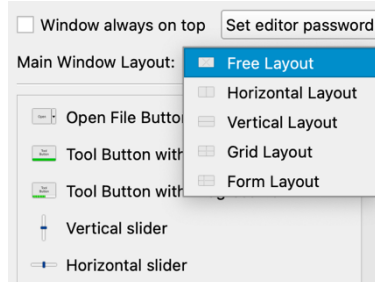 Window always on top Set editor password
Main Window Layout: Free Layout
Horizontal Layout
Open File Butto
Vertical Layout
Tool Button with
Grid Layout
Tool Button with
Form Layout
Vertical slider
Horizontal slider